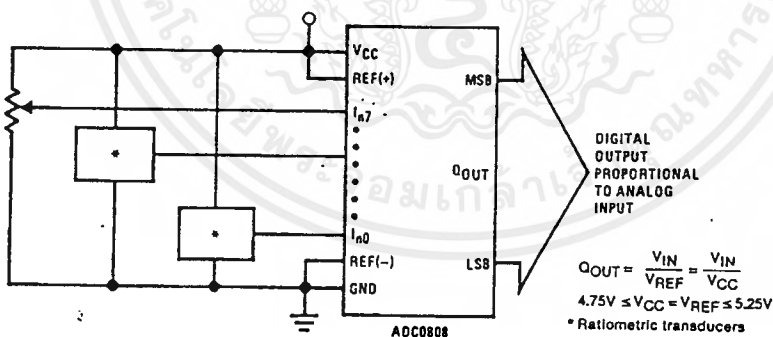 VCC
REF(+)
In7
In0
REF(-)
GND
MSB
QOUT
LSB
ADC0808
DIGITAL
OUTPUT
PROPORTIONAL
TO ANALOG
INPUT
QOUT = VIN/VREF = VIN/VCC
4.75V ≤ VCC = VREF ≤ 5.25V
* Ratiometric transducers